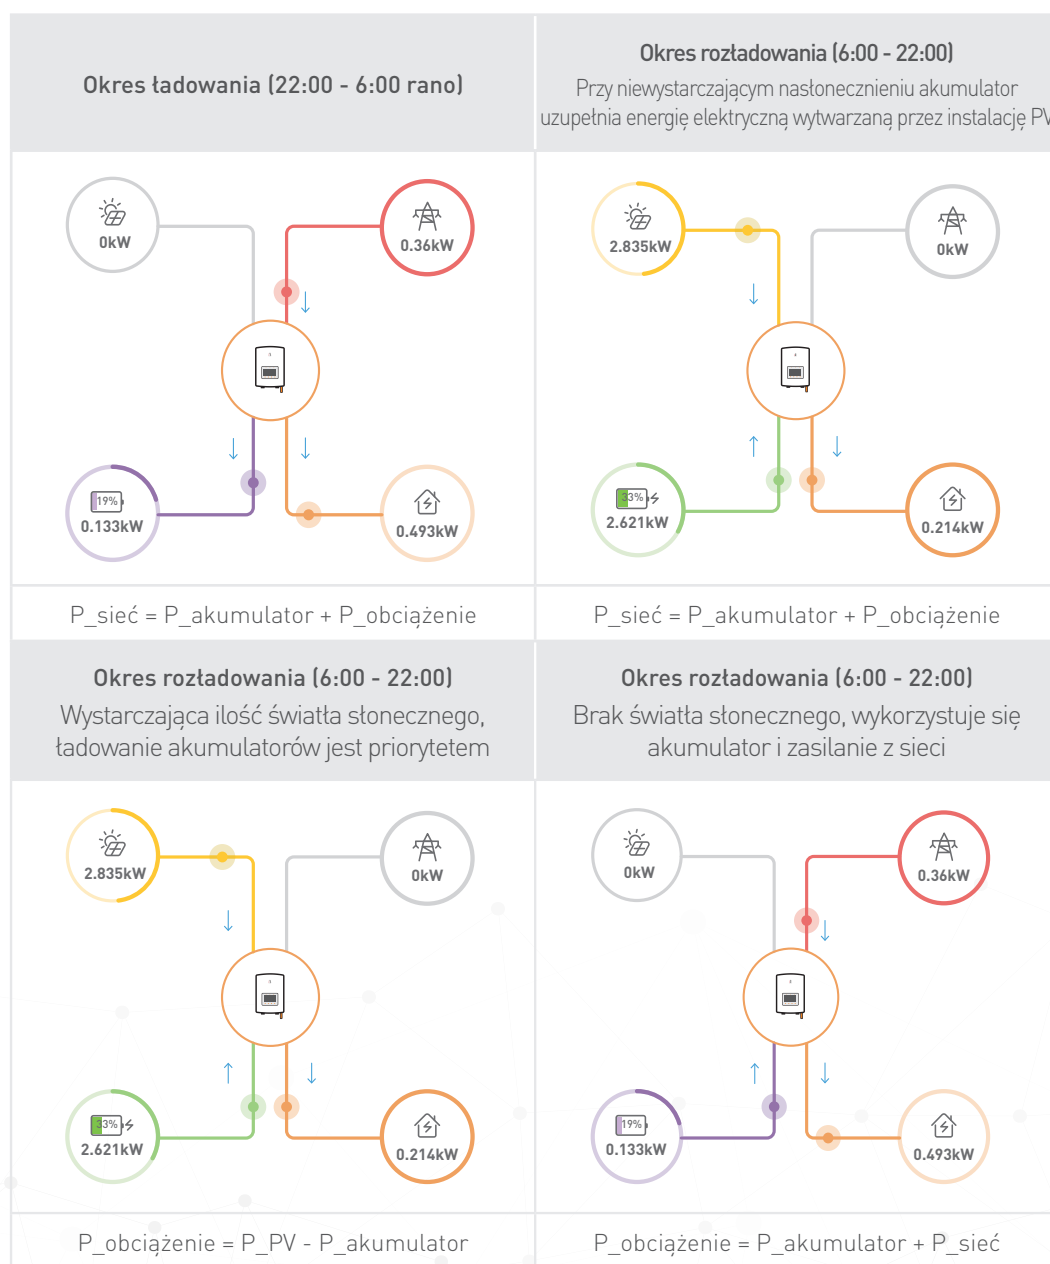 Okres ładowania (22:00 - 6:00 rano)
Okres rozładowania (6:00 - 22:00)
Przy niewystarczającym nasłonecznieniu akumulator
uzupełnia energię elektryczną wytwarzaną przez instalację PV
0kW
0.36kW
19%
0.133kW
0.493kW
2.835kW
0kW
33%
2.621kW
0.214kW
P_sieć = P_akumulator + P_obciążenie
P_sieć = P_akumulator + P_obciążenie
Okres rozładowania (6:00 - 22:00)
Wystarczająca ilość światła słonecznego,
ładowanie akumulatorów jest priorytetem
Okres rozładowania (6:00 - 22:00)
Brak światła słonecznego, wykorzystuje się
akumulator i zasilanie z sieci
2.835kW
0kW
33%
2.621kW
0.214kW
0kW
0.36kW
19%
0.133kW
0.493kW
P_obciążenie = P_PV - P_akumulator
P_obciążenie = P_akumulator + P_sieć